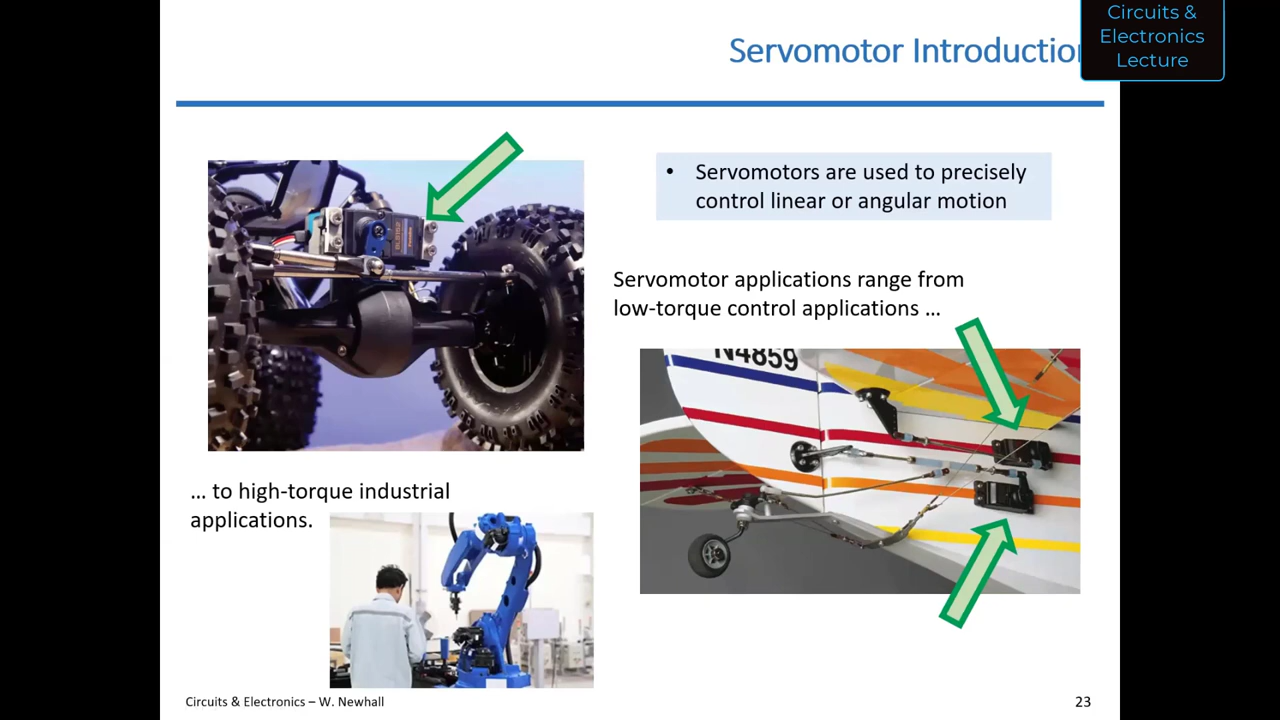 Circuits &
Electronics
Lecture
Servomotor Introductio
• Servomotors are used to precisely
control linear or angular motion
Servomotor applications range from
low-torque control applications ...
N4859
... to high-torque industrial
applications.
Circuits & Electronics – W. Newhall
23